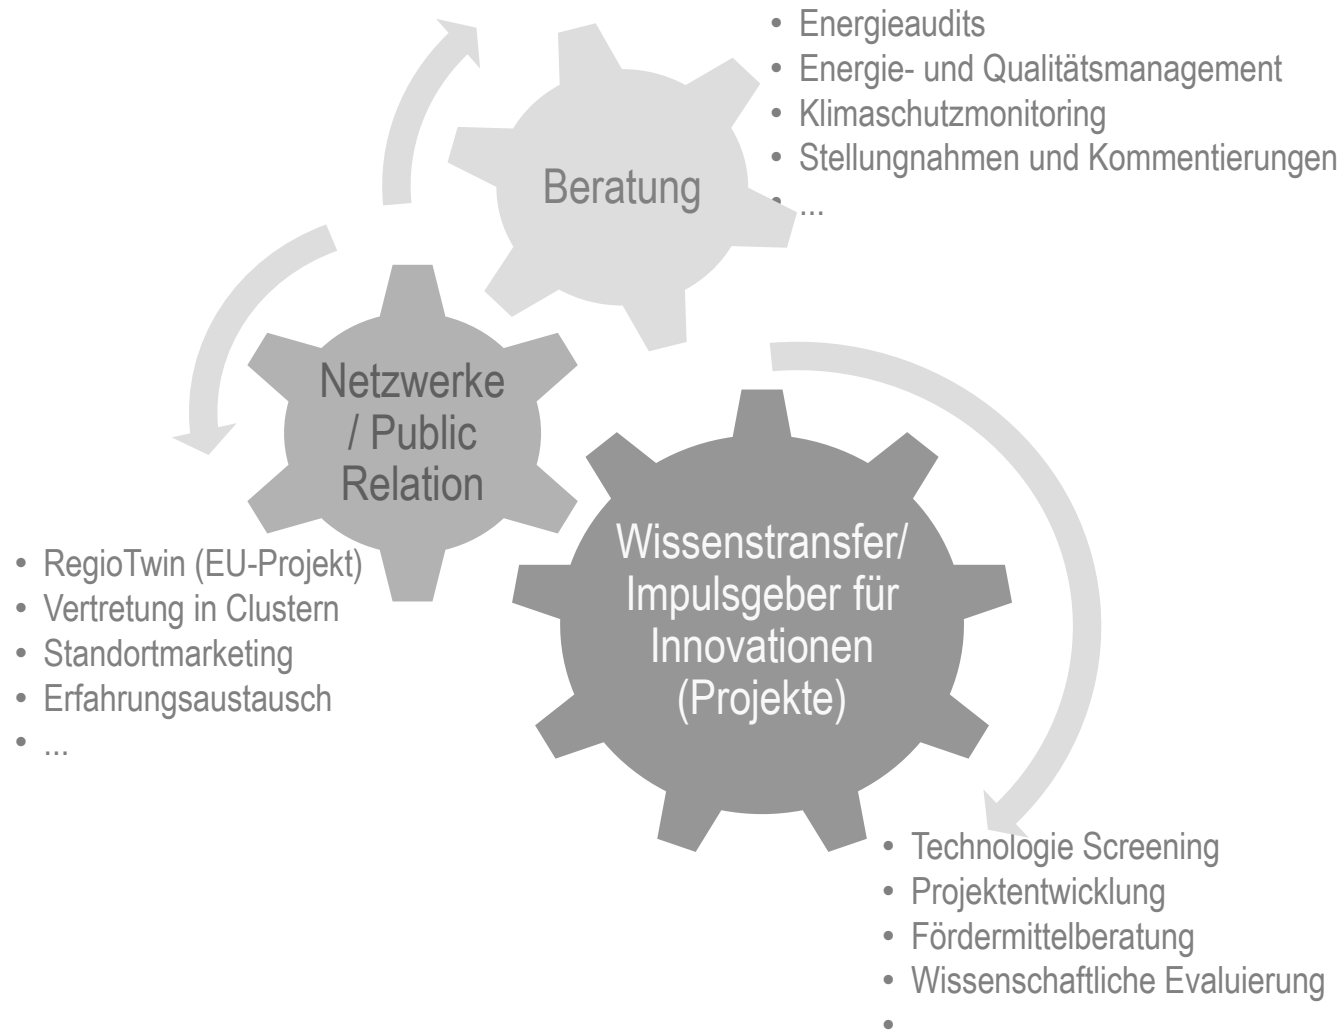 • Energieaudits
• Energie- und Qualitätsmanagement
• Klimaschutzmonitoring
• Stellungnahmen und Kommentierungen
• ...
Beratung
Netzwerke
/ Public
Relation
• RegioTwin (EU-Projekt)
• Vertretung in Clustern
• Standortmarketing
• Erfahrungsaustausch
• ...
Wissenstransfer/
Impulsgeber für
Innovationen
(Projekte)
• Technologie Screening
• Projektentwicklung
• Fördermittelberatung
• Wissenschaftliche Evaluierung
•